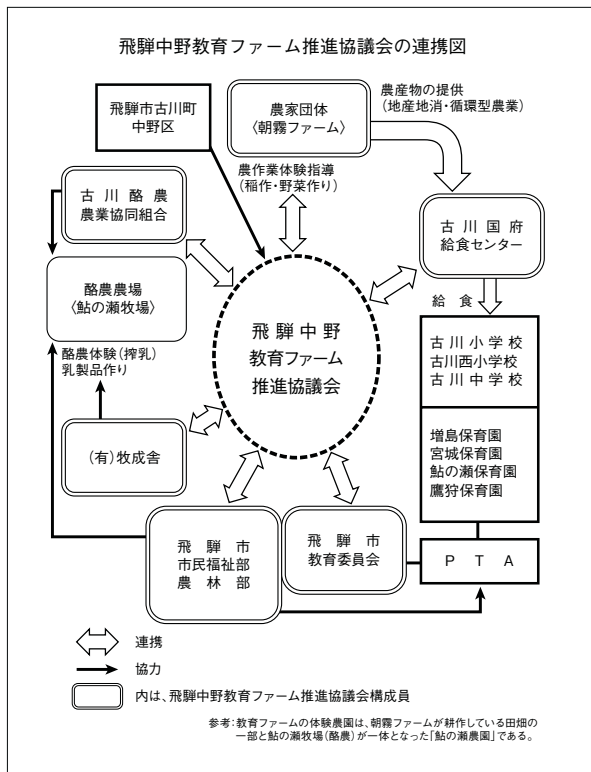 飛騨中野教育ファーム推進協議会の連携図
飛騨市古川町
中野区
農家団体
〈朝霧ファーム〉
農産物の提供
(地産地消・循環型農業)
農作業体験指導
(稲作・野菜作り)
古川酪農
農業協同組合
古川国府
給食センター
酪農農場
〈鮎の瀬牧場〉
給食
飛騨中野
教育ファーム
推進協議会
古川小学校
古川西小学校
古川中学校
酪農体験(搾乳)
乳製品作り
増島保育園
宮城保育園
鮎の瀬保育園
鷹狩保育園
(有)牧成舎
飛騨市
市民福祉部
農林部
飛騨市
教育委員会
PTA
連携
協力
内は、飛騨中野教育ファーム推進協議会構成員
参考:教育ファームの体験農園は、朝霧ファームが耕作している田畑の
一部と鮎の瀬牧場(酪農)が一体となった「鮎の瀬農園」である。